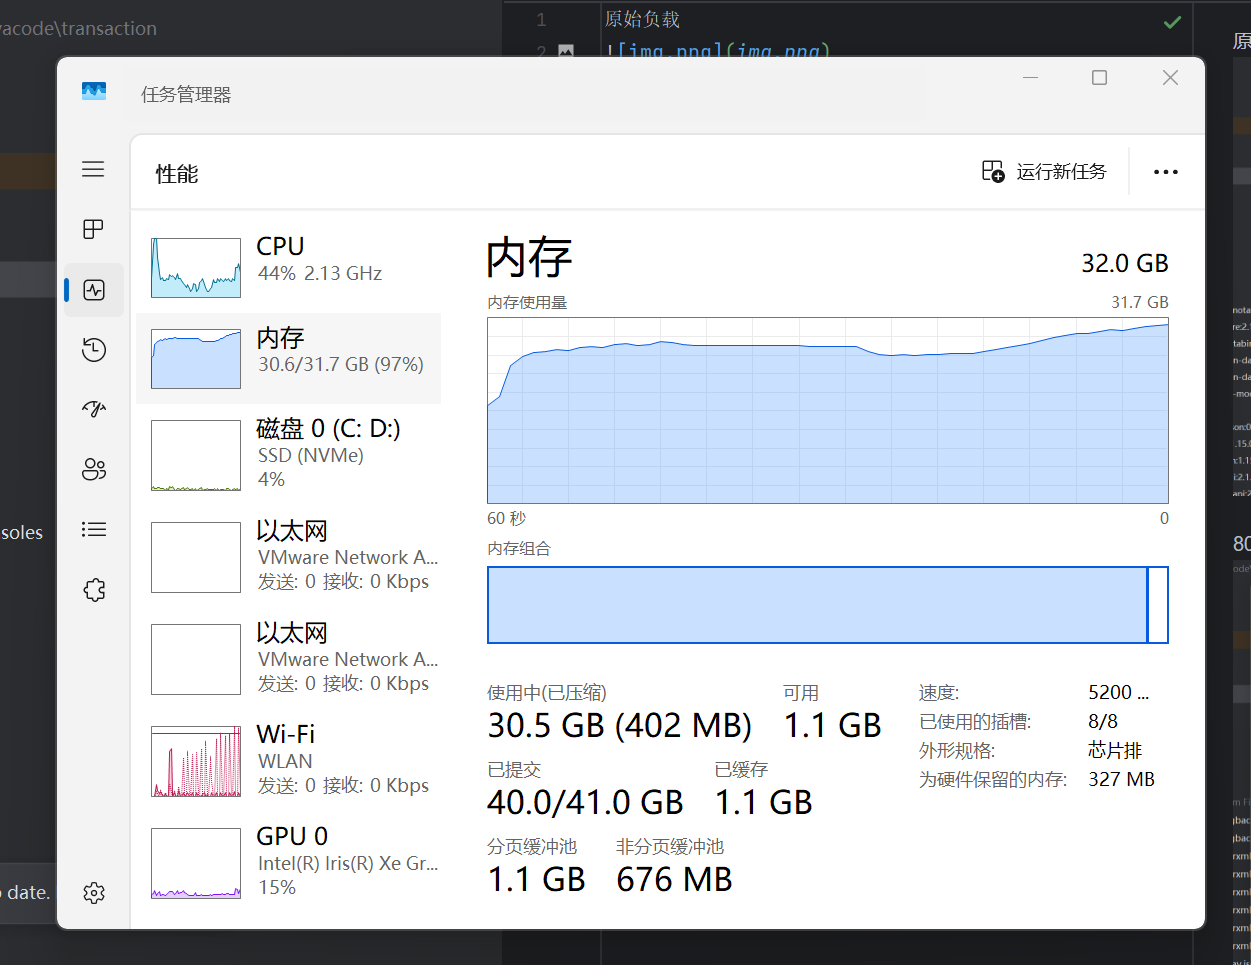 acode\transaction
1
原始负载
2
![img.png](img.png)
原
任务管理器
性能
运行新任务
CPU
44% 2.13 GHz
内存
30.6/31.7 GB (97%)
磁盘 0 (C: D:)
SSD (NVMe)
4%
以太网
VMware Network A...
发送: 0 接收: 0 Kbps
以太网
VMware Network A...
发送: 0 接收: 0 Kbps
Wi-Fi
WLAN
发送: 0 接收: 0 Kbps
GPU 0
Intel(R) Iris(R) Xe Gr...
15%
内存
32.0 GB
内存使用量
31.7 GB
60 秒
0
内存组合
使用中(已压缩)
30.5 GB (402 MB)
可用
1.1 GB
已提交
40.0/41.0 GB
已缓存
1.1 GB
分页缓冲池
1.1 GB
非分页缓冲池
676 MB
速度:
5200 ...
已使用的插槽:
8/8
外形规格:
芯片排
为硬件保留的内存:
327 MB
soles
date.
80